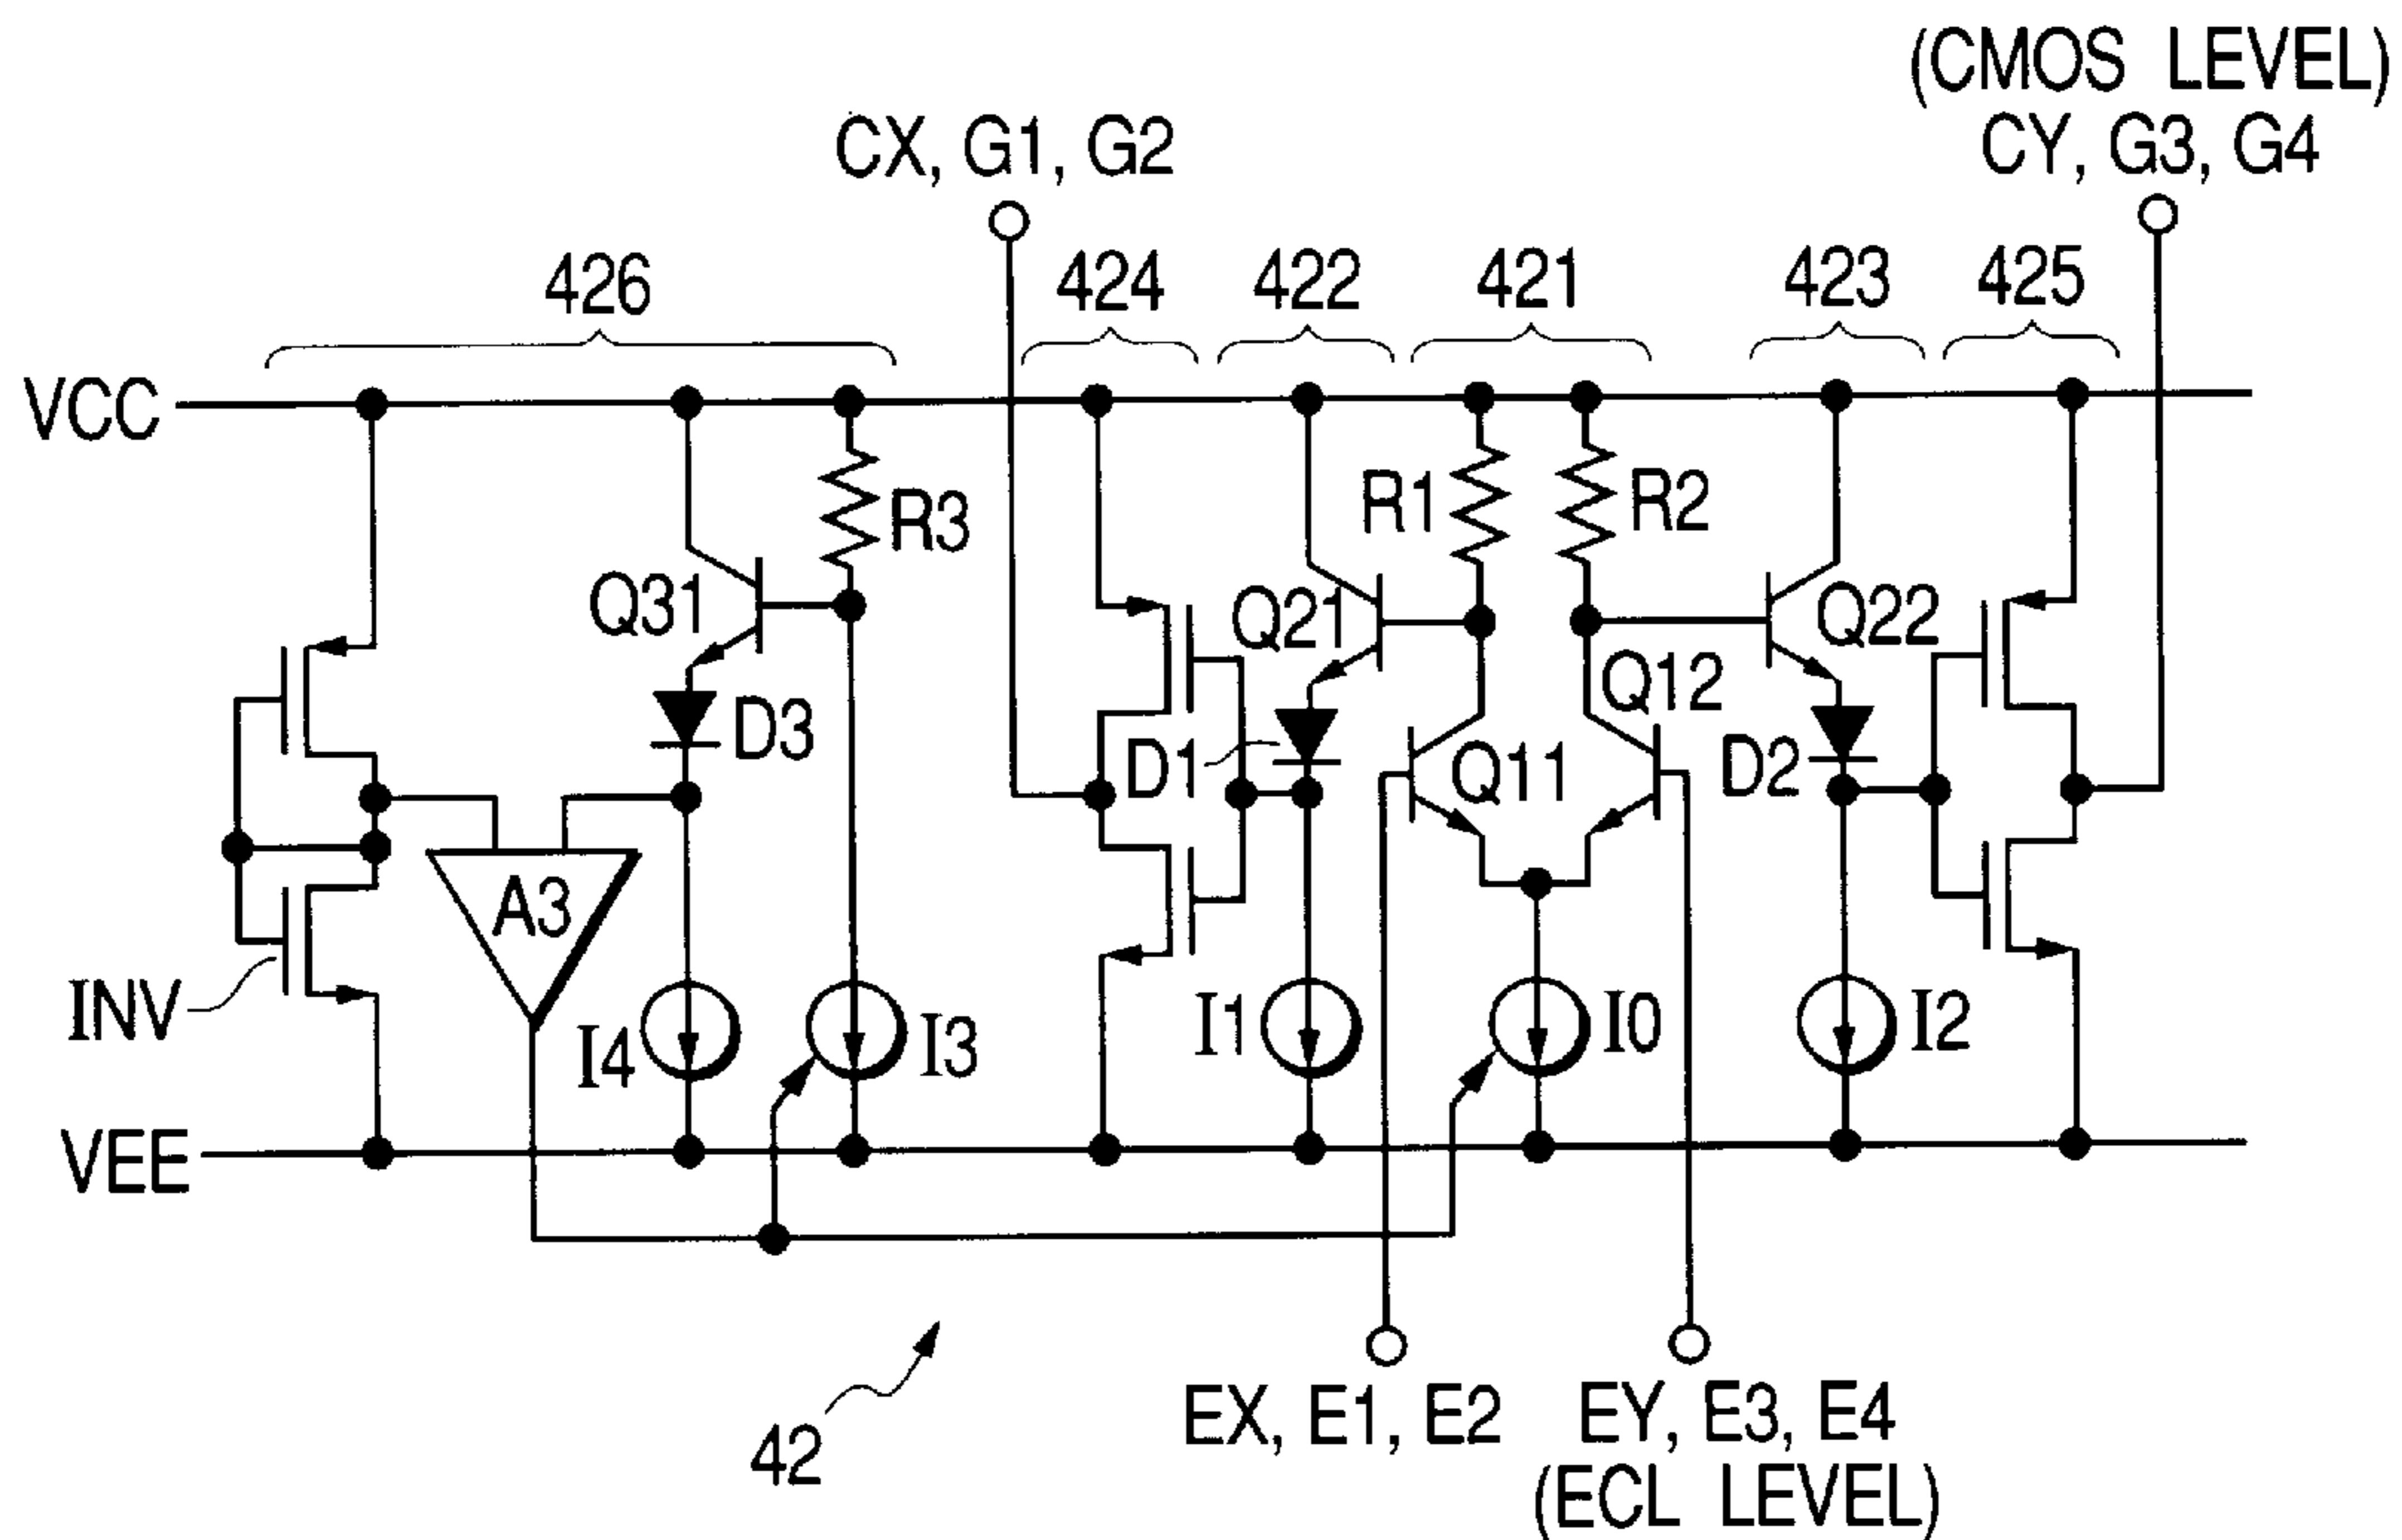 (CMOS LEVEL)
CX, G1, G2
CY, G3, G4
426
424
422
421
423
425
VCC
R3
R1
R2
Q31
Q21
Q22
Q12
D3
D1
Q11
D2
A3
INV
I4
I3
I1
I0
I2
VEE
42
EX, E1, E2
EY, E3, E4
(ECL LEVEL)